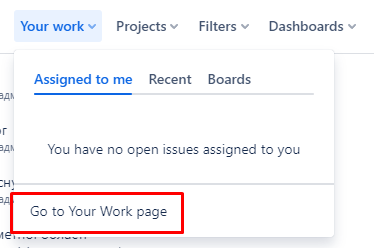 Your work Projects Filters Dashboards
Assigned to me Recent Boards
You have no open issues assigned to you
Go to Your Work page